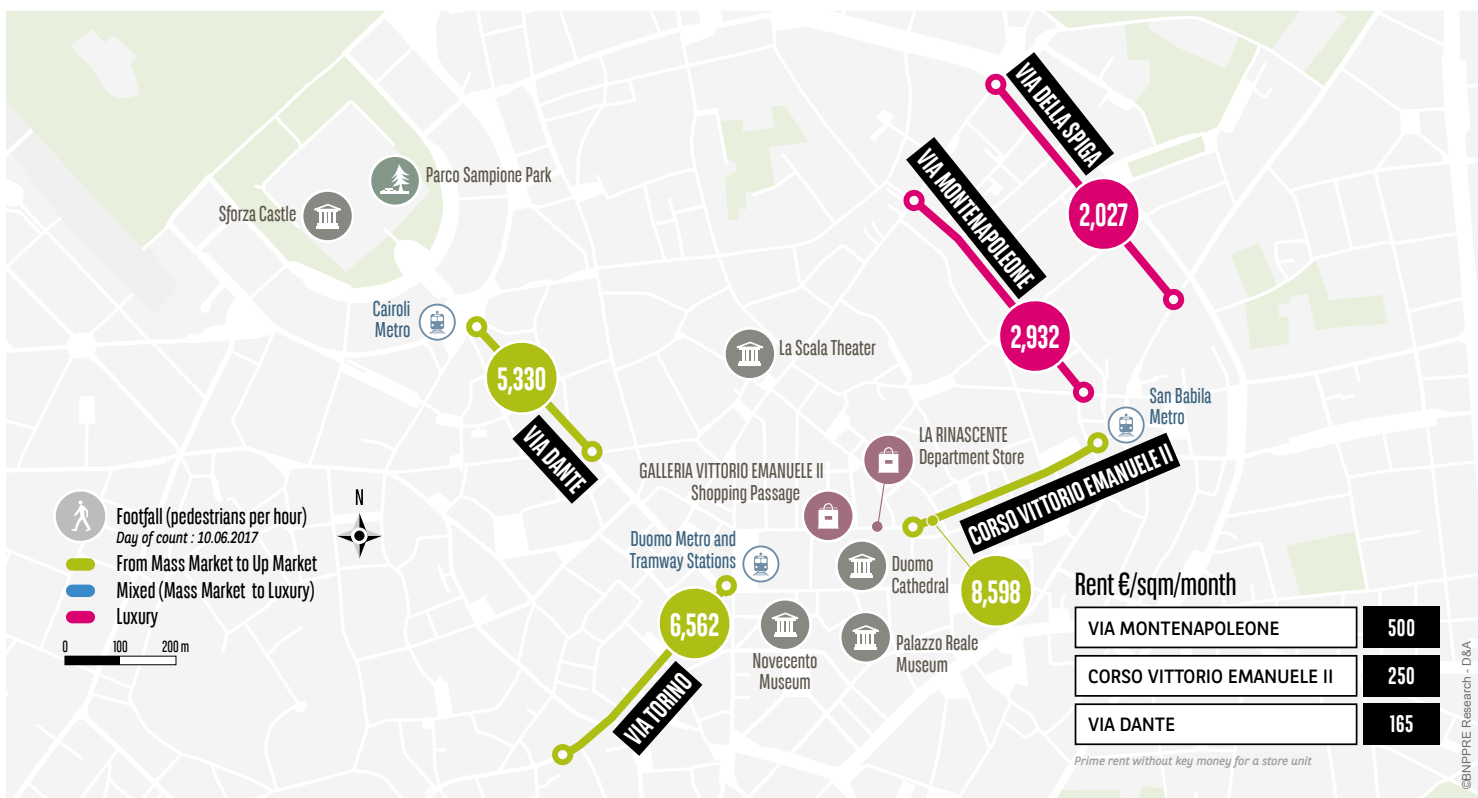 VIA DELLA SPIGA
2,027
VIA MONTENAPOLEONE
2,932
Parco Sampione Park
Sforza Castle
Cairoli
Metro
5,330
VIA DANTE
La Scala Theater
San Babila
Metro
LA RINASCENTE
Department Store
GALLERIA VITTORIO EMANUELE II
Shopping Passage
CORSO VITTORIO EMANUELE II
8,598
Duomo Metro and
Tramway Stations
Duomo
Cathedral
6,562
VIA TORINO
Novecento
Museum
Palazzo Reale
Museum
N
Footfall (pedestrians per hour)
Day of count : 10.06.2017
From Mass Market to Up Market
Mixed (Mass Market to Luxury)
Luxury
0 100 200 m
Rent €/sqm/month
VIA MONTENAPOLEONE 500
CORSO VITTORIO EMANUELE II 250
VIA DANTE 165
Prime rent without key money for a store unit
©BNPPRE Research - D&A